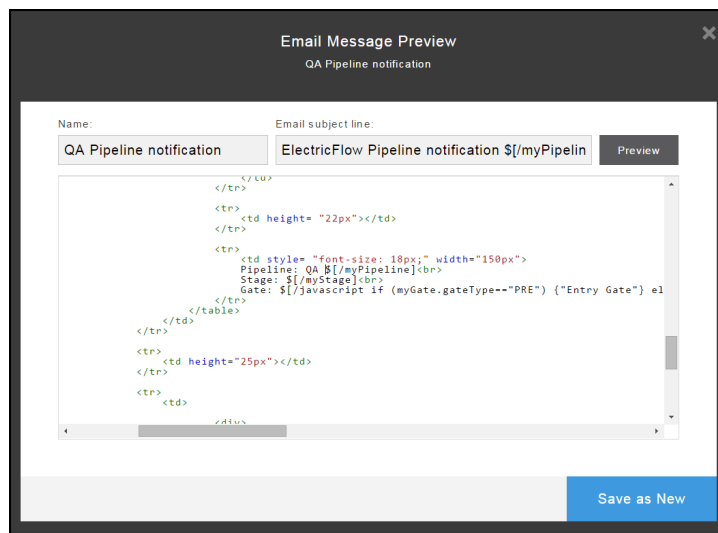 Email Message Preview
QA Pipeline notification
Name:
Email subject line:
QA Pipeline notification
ElectricFlow Pipeline notification $[/myPipelin
Preview
</td>
</tr>
<tr>
<td height= "22px"></td>
</tr>
<tr>
<td style= "font-size: 18px;" width="150px">
Pipeline: QA $[/myPipeline]<br>
Stage: $[/myStage]<br>
Gate: $[/javascript if (myGate.gateType=="PRE") {"Entry Gate"} el
</tr>
</table>
</td>
</tr>
<tr>
<td height="25px"></td>
</tr>
<tr>
<td>
<div>
Save as New